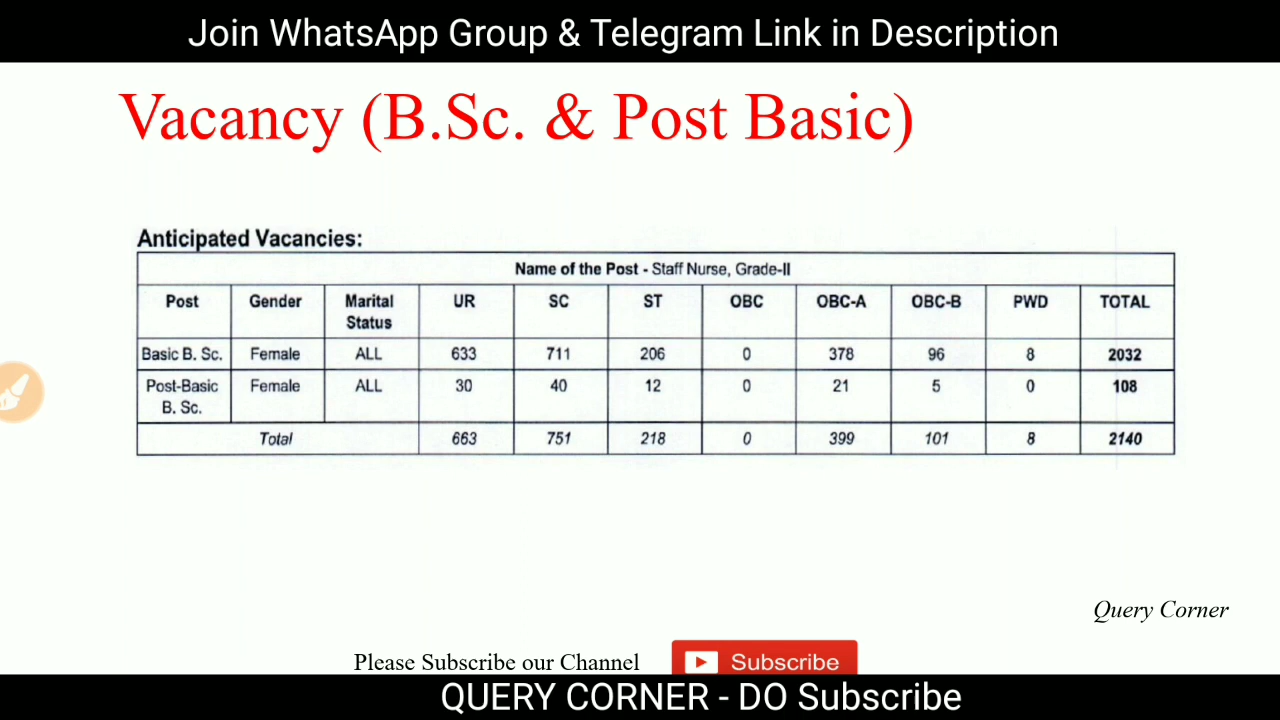 Join WhatsApp Group & Telegram Link in Description
Vacancy (B.Sc. & Post Basic)
Anticipated Vacancies:
Name of the Post - Staff Nurse, Grade-II
Post Gender Marital Status UR SC ST OBC OBC-A OBC-B PWD TOTAL
Basic B. Sc. Female ALL 633 711 206 0 378 96 8 2032
Post-Basic B. Sc. Female ALL 30 40 12 0 21 5 0 108
Total 663 751 218 0 399 101 8 2140
Query Corner
Please Subscribe our Channel Subscribe
QUERY CORNER - DO Subscribe